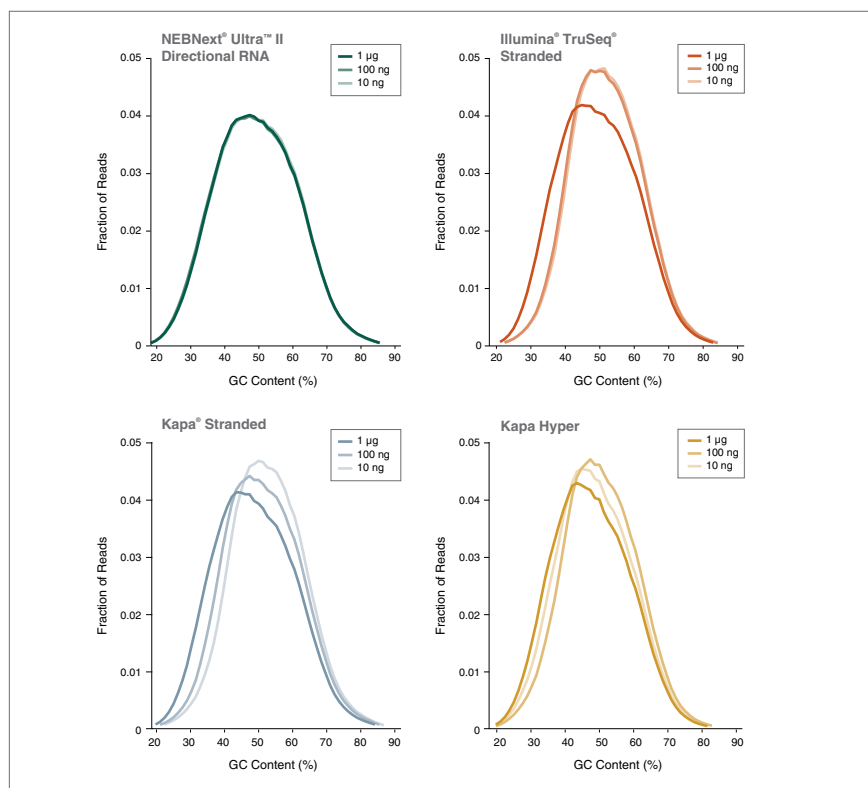 NEBNext® Ultra™ II
Directional RNA
1 µg
100 ng
10 ng
0.05
0.04
0.03
0.02
0.01
0
Fraction of Reads
20 30 40 50 60 70 80 90
GC Content (%)
Illumina® TruSeq®
Stranded
1 µg
100 ng
10 ng
0.05
0.04
0.03
0.02
0.01
0
Fraction of Reads
20 30 40 50 60 70 80 90
GC Content (%)
Kapa® Stranded
1 µg
100 ng
10 ng
0.05
0.04
0.03
0.02
0.01
0
Fraction of Reads
20 30 40 50 60 70 80 90
GC Content (%)
Kapa Hyper
1 µg
100 ng
10 ng
0.05
0.04
0.03
0.02
0.01
0
Fraction of Reads
20 30 40 50 60 70 80 90
GC Content (%)